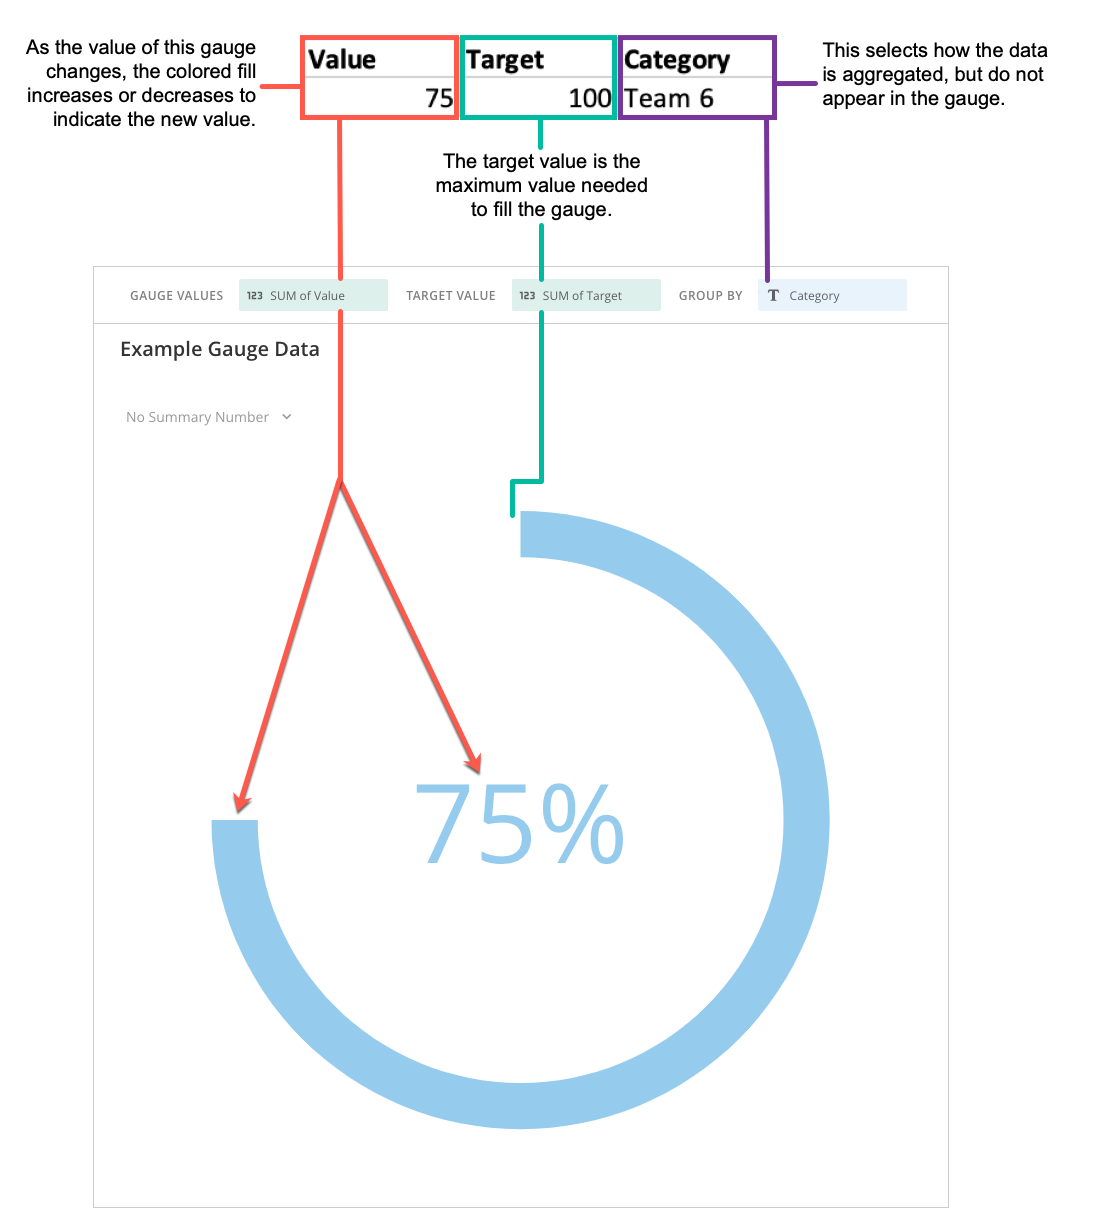 As the value of this gauge
changes, the colored fill
increases or decreases to
indicate the new value.
Value Target Category
75 100 Team 6
This selects how the data
is aggregated, but do not
appear in the gauge.
The target value is the
maximum value needed
to fill the gauge.
GAUGE VALUES 123 SUM of Value TARGET VALUE 123 SUM of Target GROUP BY T Category
Example Gauge Data
No Summary Number
75%